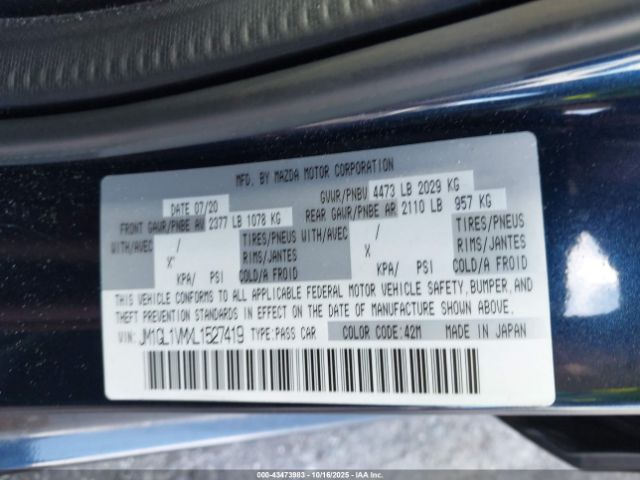 MFD. BY MAZDA MOTOR CORPORATION
DATE 07/20 GVWR/PNBV 4473 LB 2029 KG
FRONT GAWR/PNBE AV 2377 LB 1078 KG REAR GAWR/PNBE AR 2110 LB 957 KG
WITH/AVEC / TIRES/PNEUS WITH/AVEC / TIRES/PNEUS
X RIMS/JANTES X RIMS/JANTES
KPA/ PSI COLD/A FROID KPA/ PSI COLD/A FROID
THIS VEHICLE CONFORMS TO ALL APPLICABLE FEDERAL MOTOR VEHICLE SAFETY, BUMPER, AND
THEFT PREVENTION STANDARDS IN EFFECT ON THE DATE OF MANUFACTURE SHOWN ABOVE.
VIN: JM1GL1VMXL1527419 TYPE:PASS CAR COLOR CODE:42M MADE IN JAPAN
000-43473983 - 10/16/2025 - IAA Inc.